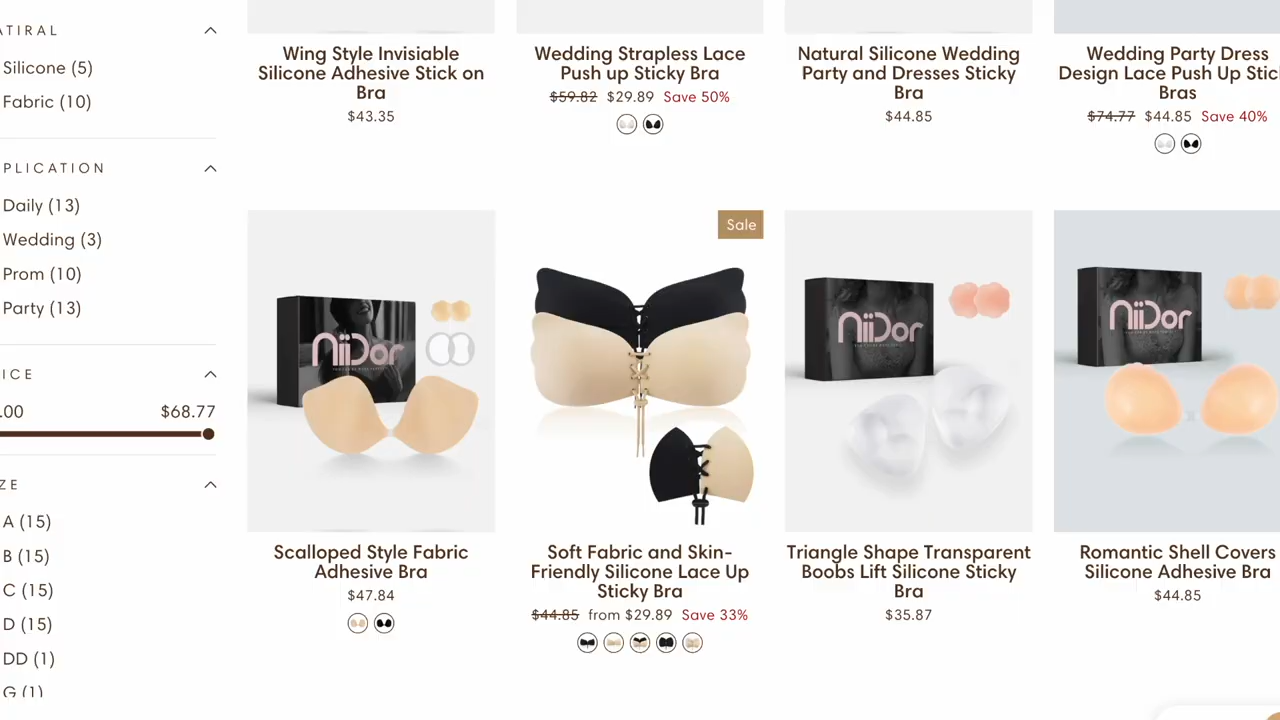 ATIRAL
Silicone (5)
Fabric (10)
PLICATION
Daily (13)
Wedding (3)
Prom (10)
Party (13)
ICE
.00 $68.77
ZE
A (15)
B (15)
C (15)
D (15)
DD (1)
G (1)
Wing Style Invisiable
Silicone Adhesive Stick on
Bra
$43.35
Wedding Strapless Lace
Push up Sticky Bra
$59.82 $29.89 Save 50%
Natural Silicone Wedding
Party and Dresses Sticky
Bra
$44.85
Wedding Party Dress
Design Lace Push Up Stick
Bras
$74.77 $44.85 Save 40%
NiiDor
Scalloped Style Fabric
Adhesive Bra
$47.84
Sale
Soft Fabric and Skin-
Friendly Silicone Lace Up
Sticky Bra
$44.85 from $29.89 Save 33%
NiiDor
Triangle Shape Transparent
Boobs Lift Silicone Sticky
Bra
$35.87
NiiDor
Romantic Shell Covers
Silicone Adhesive Bra
$44.85